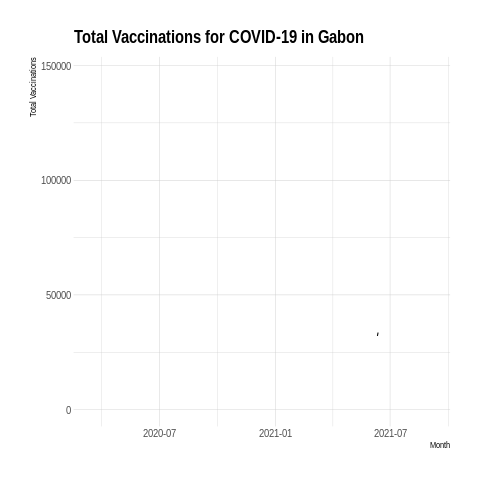 Total Vaccinations for COVID-19 in Gabon
Total Vaccinations
150000
100000
50000
0
2020-07 2021-01 2021-07
Month